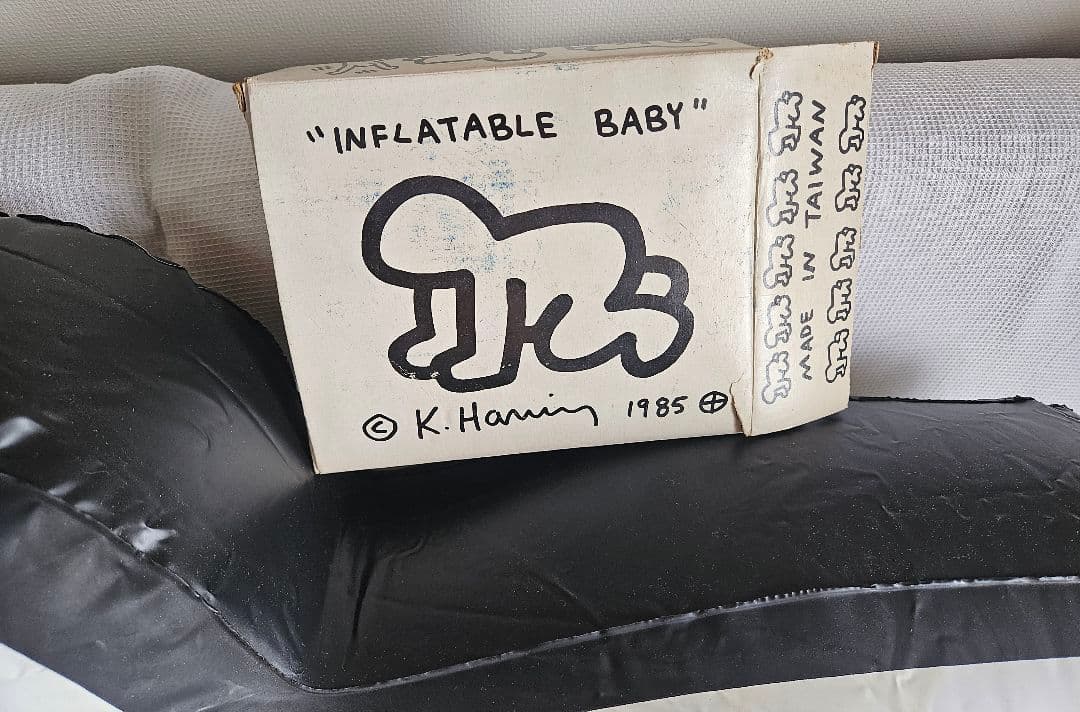 "INFLATABLE BABY"
© K. Haring 1985 ⊕
MADE IN TAIWAN